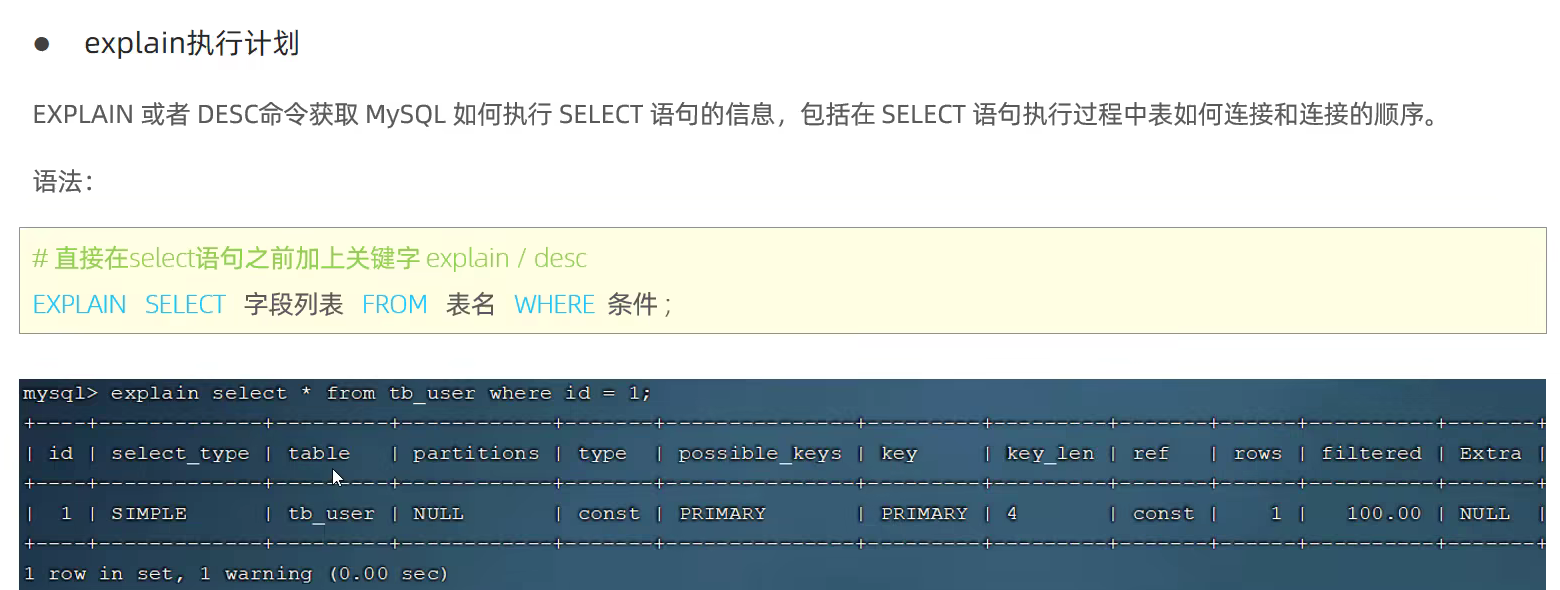 ● explain执行计划
EXPLAIN 或者 DESC命令获取 MySQL 如何执行 SELECT 语句的信息，包括在 SELECT 语句执行过程中表如何连接和连接的顺序。
语法：
# 直接在select语句之前加上关键字 explain / desc
EXPLAIN SELECT 字段列表 FROM 表名 WHERE 条件 ;
mysql> explain select * from tb_user where id = 1;
+----+-------------+---------+------------+-------+---------------+---------+---------+-------+------+----------+-------+
| id | select_type | table   | partitions | type  | possible_keys | key     | key_len | ref   | rows | filtered | Extra |
+----+-------------+---------+------------+-------+---------------+---------+---------+-------+------+----------+-------+
|  1 | SIMPLE      | tb_user | NULL       | const | PRIMARY       | PRIMARY | 4       | const |    1 |   100.00 | NULL  |
+----+-------------+---------+------------+-------+---------------+---------+---------+-------+------+----------+-------+
1 row in set, 1 warning (0.00 sec)